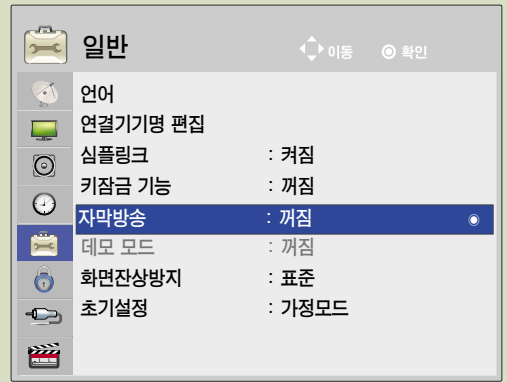 일반 이동 확인
언어
연결기기명 편집
심플링크 : 켜짐
키잠금 기능 : 꺼짐
자막방송 : 꺼짐
데모 모드 : 꺼짐
화면잔상방지 : 표준
초기설정 : 가정모드